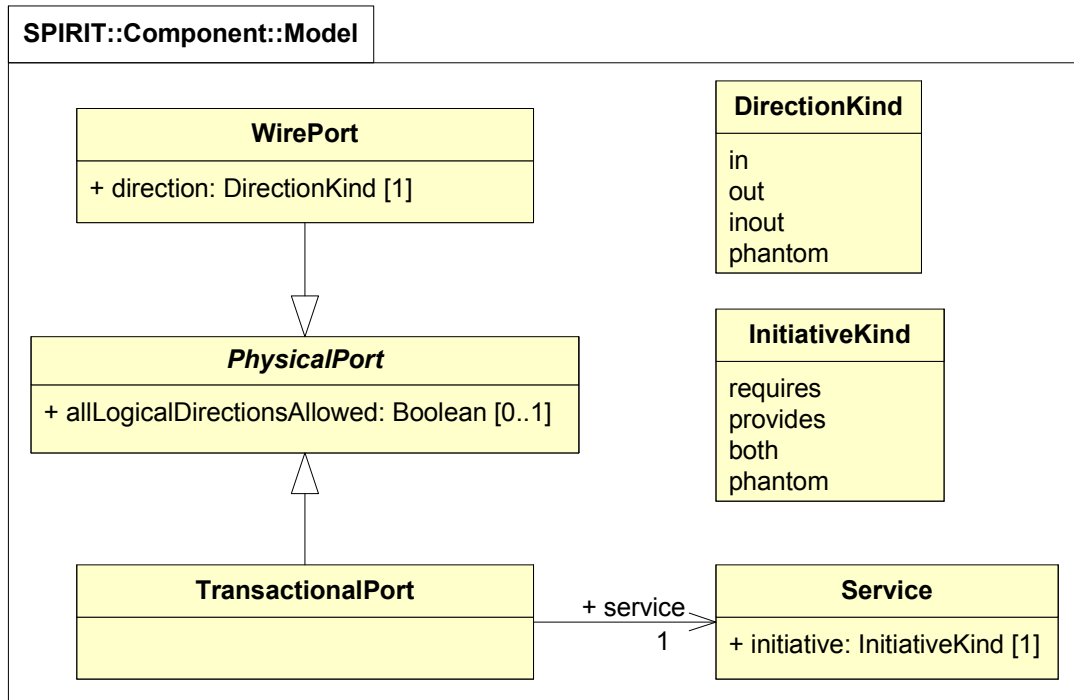 SPIRIT::Component::Model
WirePort
+ direction: DirectionKind [1]
DirectionKind
in
out
inout
phantom
PhysicalPort
+ allLogicalDirectionsAllowed: Boolean [0..1]
InitiativeKind
requires
provides
both
phantom
TransactionalPort
+ service
1
Service
+ initiative: InitiativeKind [1]